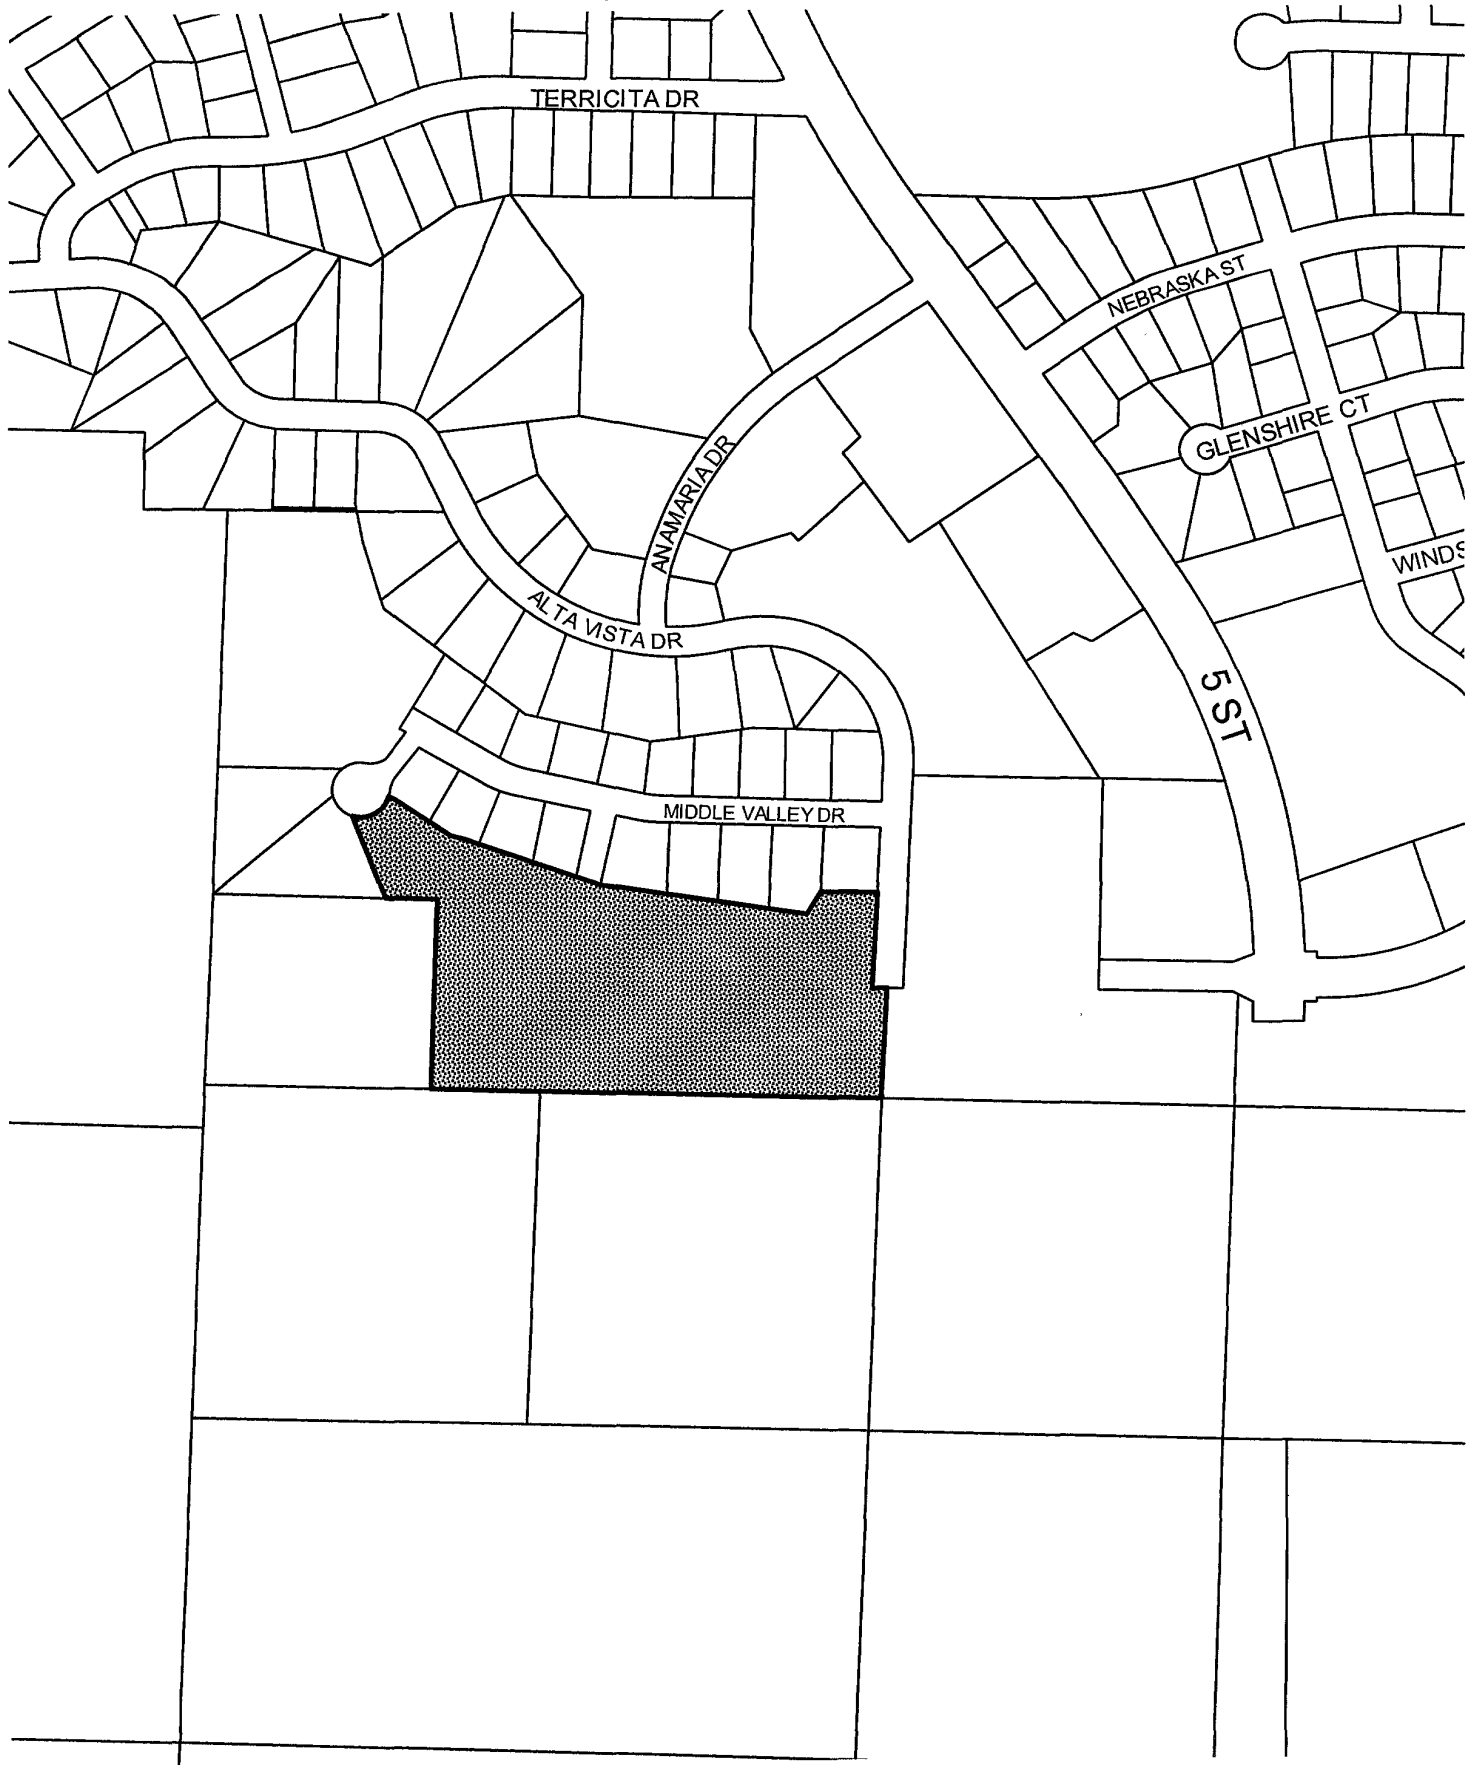 TERRICITA DR
NEBRASKA ST
GLENSHIRE CT
ANAMARIA DR
WINDS
ALTA VISTA DR
5 ST
MIDDLE VALLEY DR